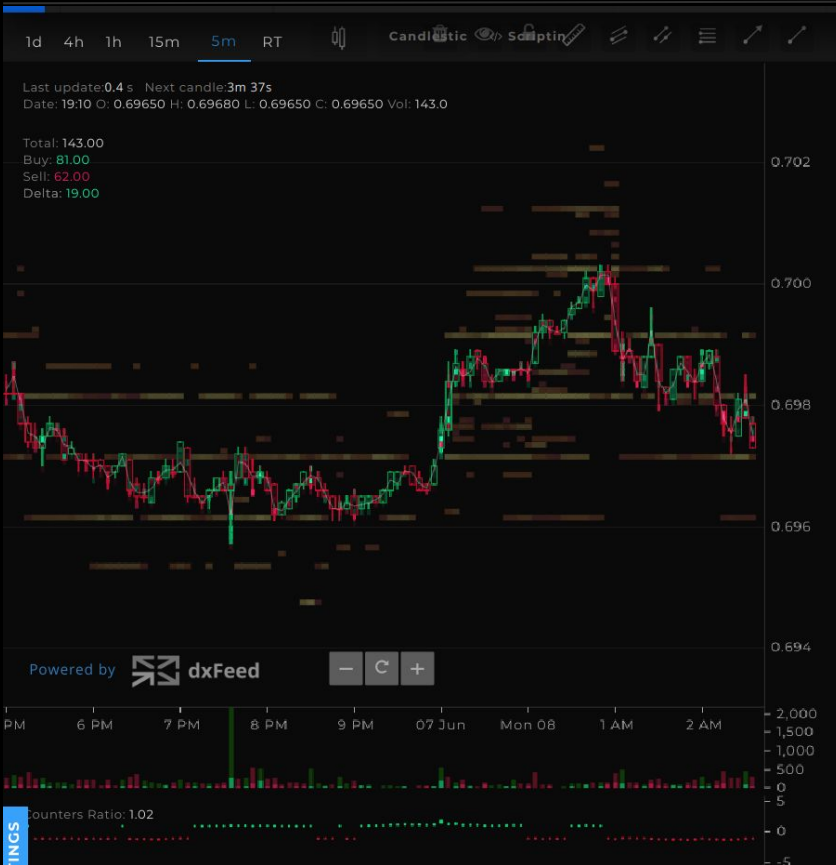 1d 4h 1h 15m 5m RT Candlestic Scriptin
Last update:0.4 s Next candle:3m 37s
Date: 19:10 O: 0.69650 H: 0.69680 L: 0.69650 C: 0.69650 Vol: 143.0
Total: 143.00
Buy: 81.00
Sell: 62.00
Delta: 19.00
0.702
0.700
0.698
0.696
0.694
Powered by dxFeed
− +
PM 6 PM 7 PM 8 PM 9 PM 07 Jun Mon 08 1 AM 2 AM
2,000
1,500
1,000
500
0
5
Counters Ratio: 1.02
0
-5
TINGS